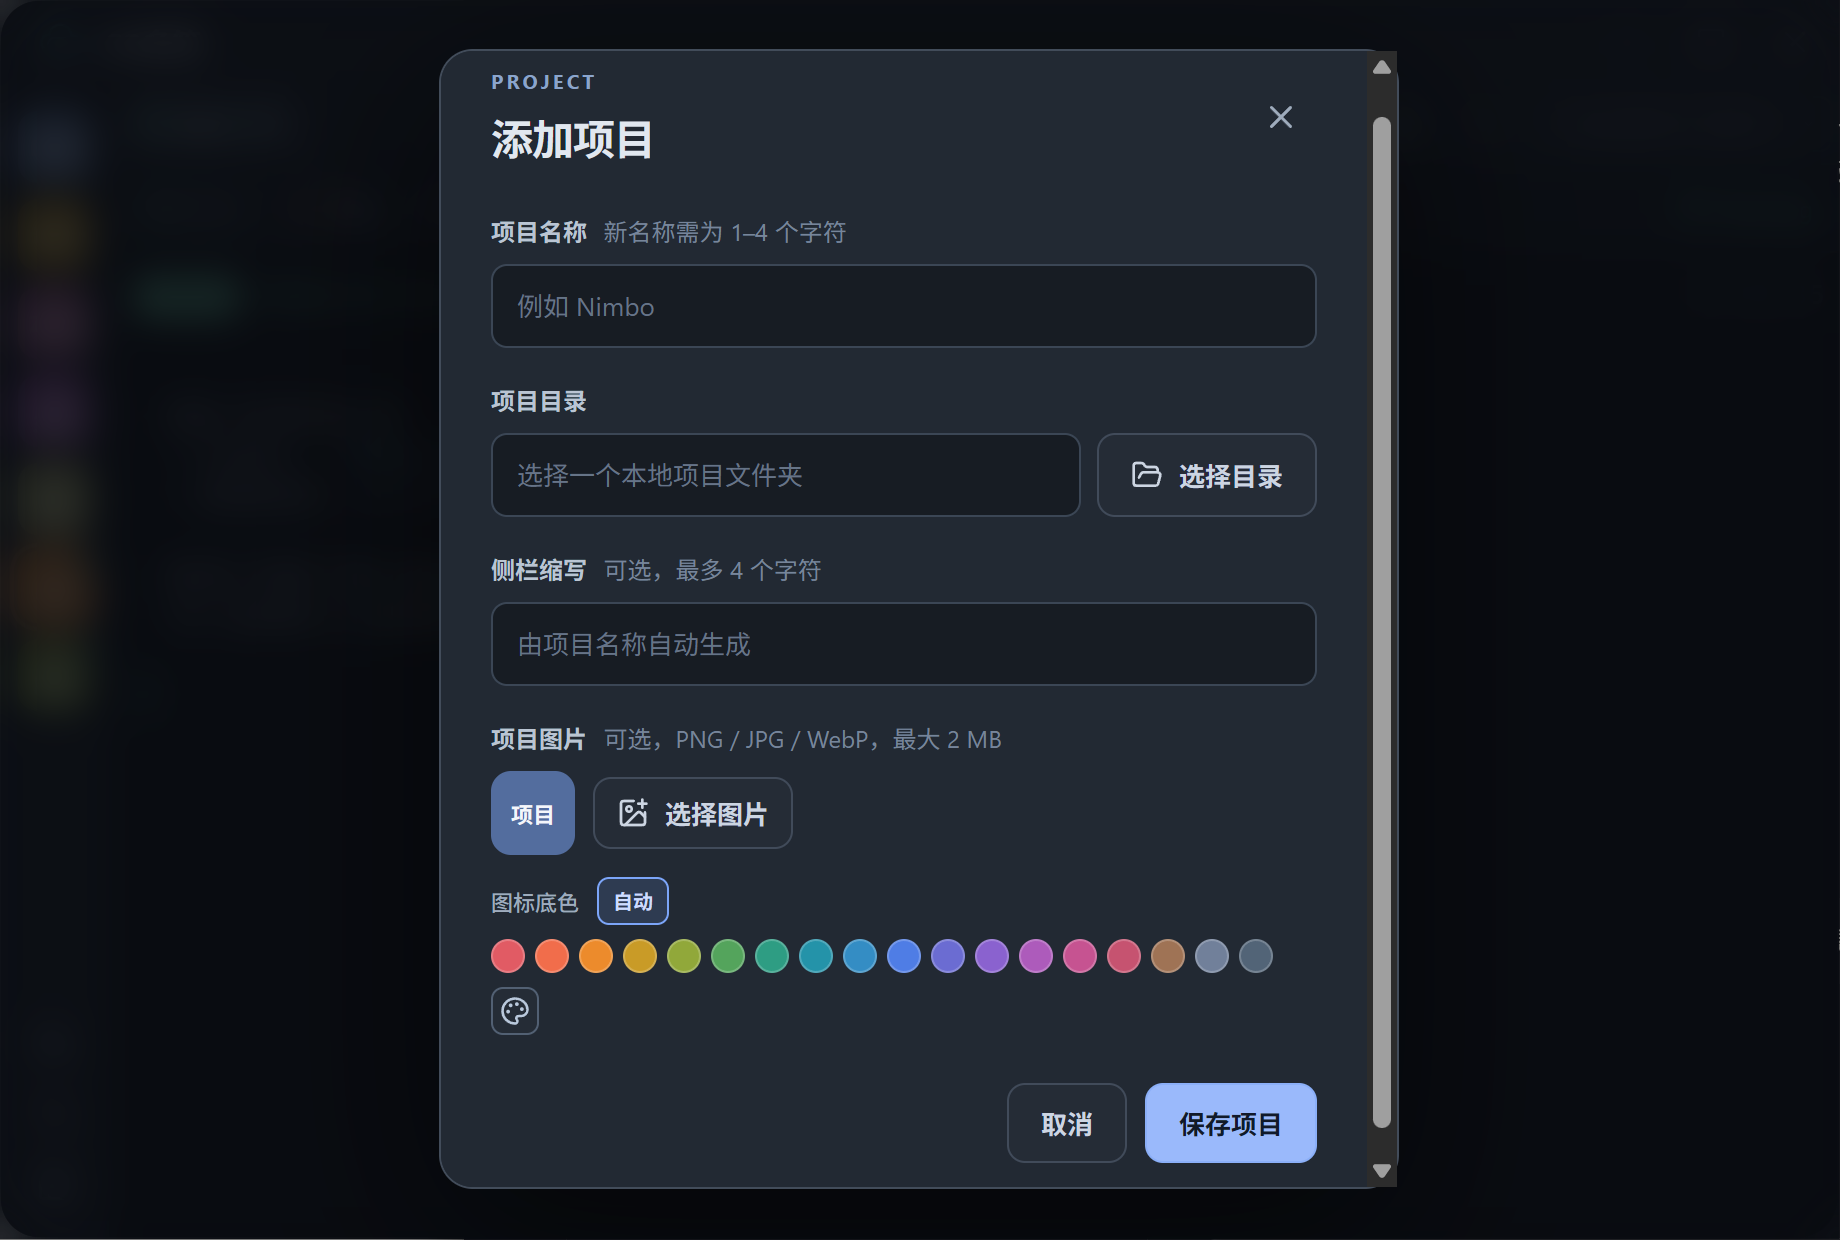 PROJECT
添加项目
项目名称 新名称需为 1–4 个字符
例如 Nimbo
项目目录
选择一个本地项目文件夹 选择目录
侧栏缩写 可选，最多 4 个字符
由项目名称自动生成
项目图片 可选，PNG / JPG / WebP，最大 2 MB
项目 选择图片
图标底色 自动
取消 保存项目